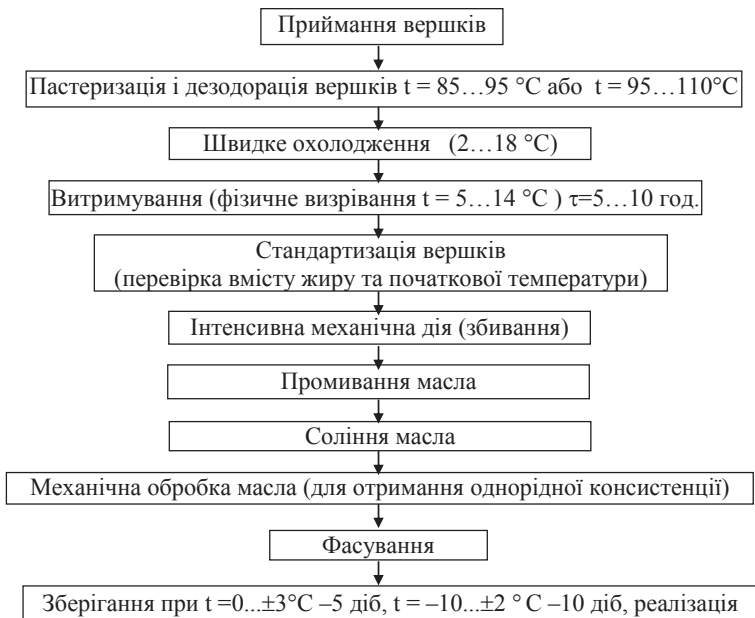 Приймання вершків
Пастеризація і дезодорація вершків t = 85…95 °С або t = 95…110°С
Швидке охолодження (2…18 °С)
Витримування (фізичне визрівання t = 5…14 °С ) τ=5…10 год.
Стандартизація вершків
(перевірка вмісту жиру та початкової температури)
Інтенсивна механічна дія (збивання)
Промивання масла
Соління масла
Механічна обробка масла (для отримання однорідної консистенції)
Фасування
Зберігання при t =0...±3°С –5 діб, t = –10...±2 ° С –10 діб, реалізація